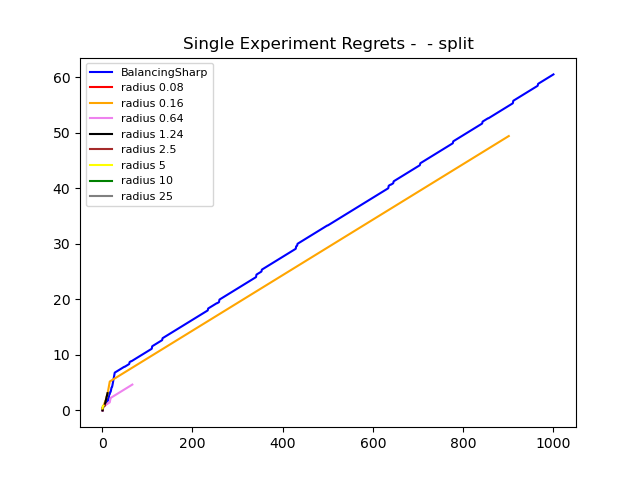 Single Experiment Regrets -  - split
BalancingSharp
radius 0.08
radius 0.16
radius 0.64
radius 1.24
radius 2.5
radius 5
radius 10
radius 25
60
50
40
30
20
10
0
0 200 400 600 800 1000